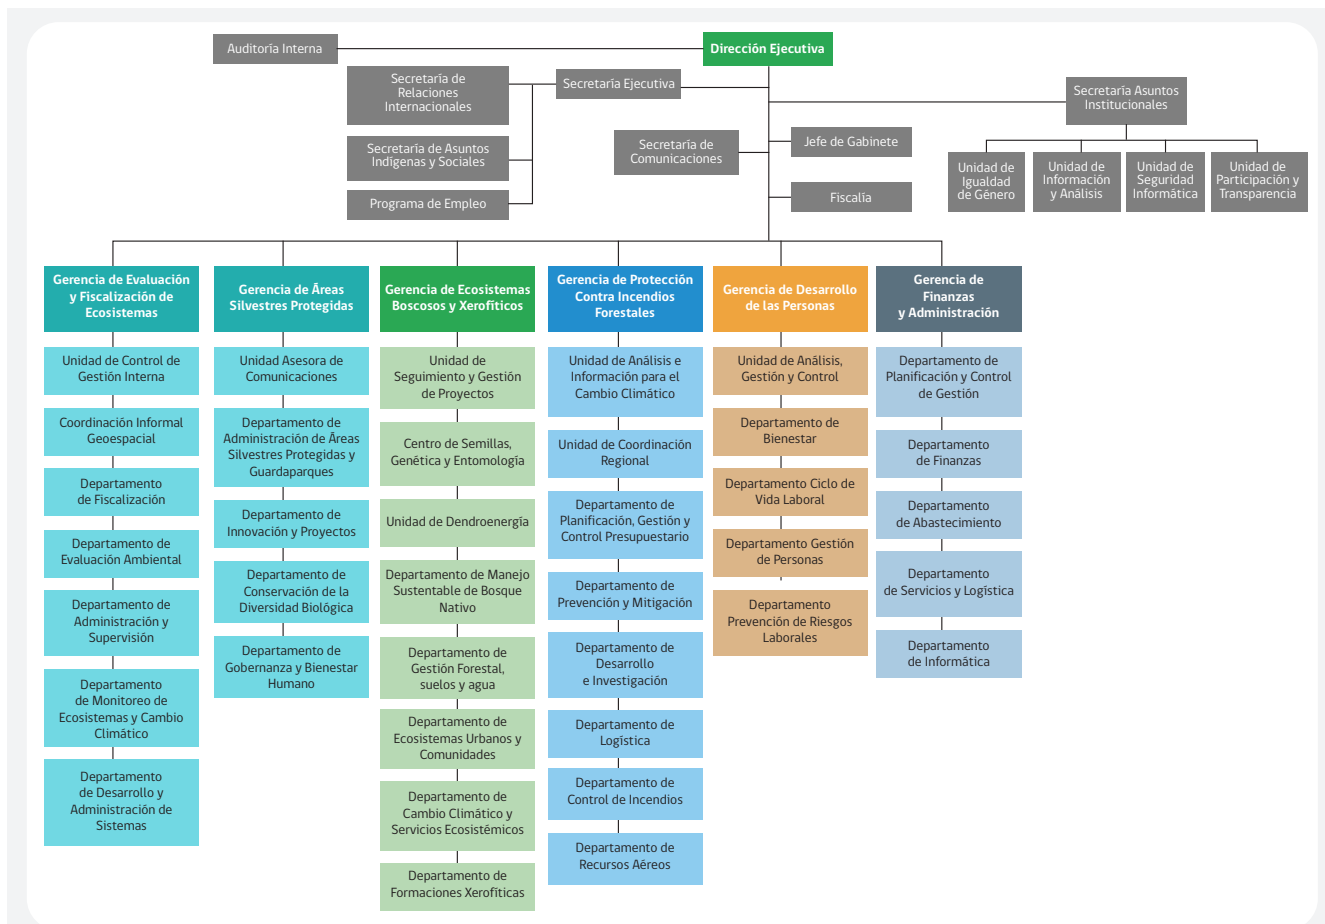 Auditoría Interna
Dirección Ejecutiva
Secretaría de
Relaciones
Internacionales
Secretaría Ejecutiva
Secretaría Asuntos
Institucionales
Secretaría de Asuntos
Indígenas y Sociales
Secretaría de
Comunicaciones
Jefe de Gabinete
Programa de Empleo
Fiscalía
Unidad de
Igualdad
de Género
Unidad de
Información
y Análisis
Unidad de
Seguridad
Informática
Unidad de
Participación y
Transparencia
Gerencia de Evaluación
y Fiscalización de
Ecosistemas
Unidad de Control de
Gestión Interna
Coordinación Informal
Geoespacial
Departamento
de Fiscalización
Departamento de
Evaluación Ambiental
Departamento de
Administración y
Supervisión
Departamento
de Monitoreo de
Ecosistemas y Cambio
Climático
Departamento
de Desarrollo y
Administración de
Sistemas
Gerencia de Áreas
Silvestres Protegidas
Unidad Asesora de
Comunicaciones
Departamento de
Administración de Áreas
Silvestres Protegidas y
Guardaparques
Departamento de
Innovación y Proyectos
Departamento de
Conservación de la
Diversidad Biológica
Departamento de
Gobernanza y Bienestar
Humano
Gerencia de Ecosistemas
Boscosos y Xerofíticos
Unidad de
Seguimiento y Gestión
de Proyectos
Centro de Semillas,
Genética y Entomología
Unidad de Dendroenergía
Departamento de Manejo
Sustentable de Bosque
Nativo
Departamento de
Gestión Forestal,
suelos y agua
Departamento de
Ecosistemas Urbanos y
Comunidades
Departamento de
Cambio Climático y
Servicios Ecosistémicos
Departamento de
Formaciones Xerofíticas
Gerencia de Protección
Contra Incendios
Forestales
Unidad de Análisis e
Información para el
Cambio Climático
Unidad de Coordinación
Regional
Departamento de
Planificación, Gestión y
Control Presupuestario
Departamento de
Prevención y Mitigación
Departamento de
Desarrollo
e Investigación
Departamento de
Logística
Departamento de
Control de Incendios
Departamento de
Recursos Aéreos
Gerencia de Desarrollo
de las Personas
Unidad de Análisis,
Gestión y Control
Departamento de
Bienestar
Departamento Ciclo de
Vida Laboral
Departamento Gestión
de Personas
Departamento
Prevención de Riesgos
Laborales
Gerencia de
Finanzas
y Administración
Departamento de
Planificación y Control
de Gestión
Departamento
de Finanzas
Departamento
de Abastecimiento
Departamento
de Servicios y Logística
Departamento
de Informática